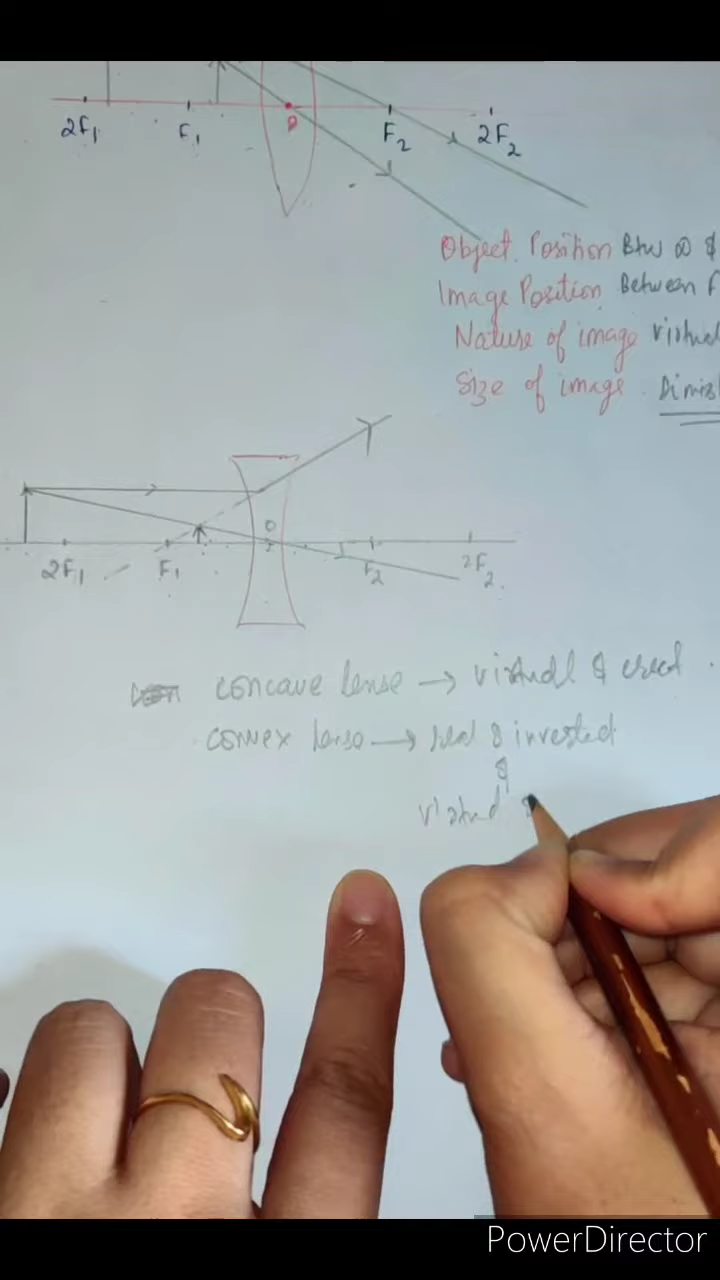 2F₁ F₁ P F₂ 2F₂
Object Position Btw ∞ &
Image Position Between F
Nature of image Virtual
Size of image
O
2F₁ F₁ F₂ 2F₂
concave lense → virtual & erect
convex lense → real & inverted
&
virtual &
PowerDirector